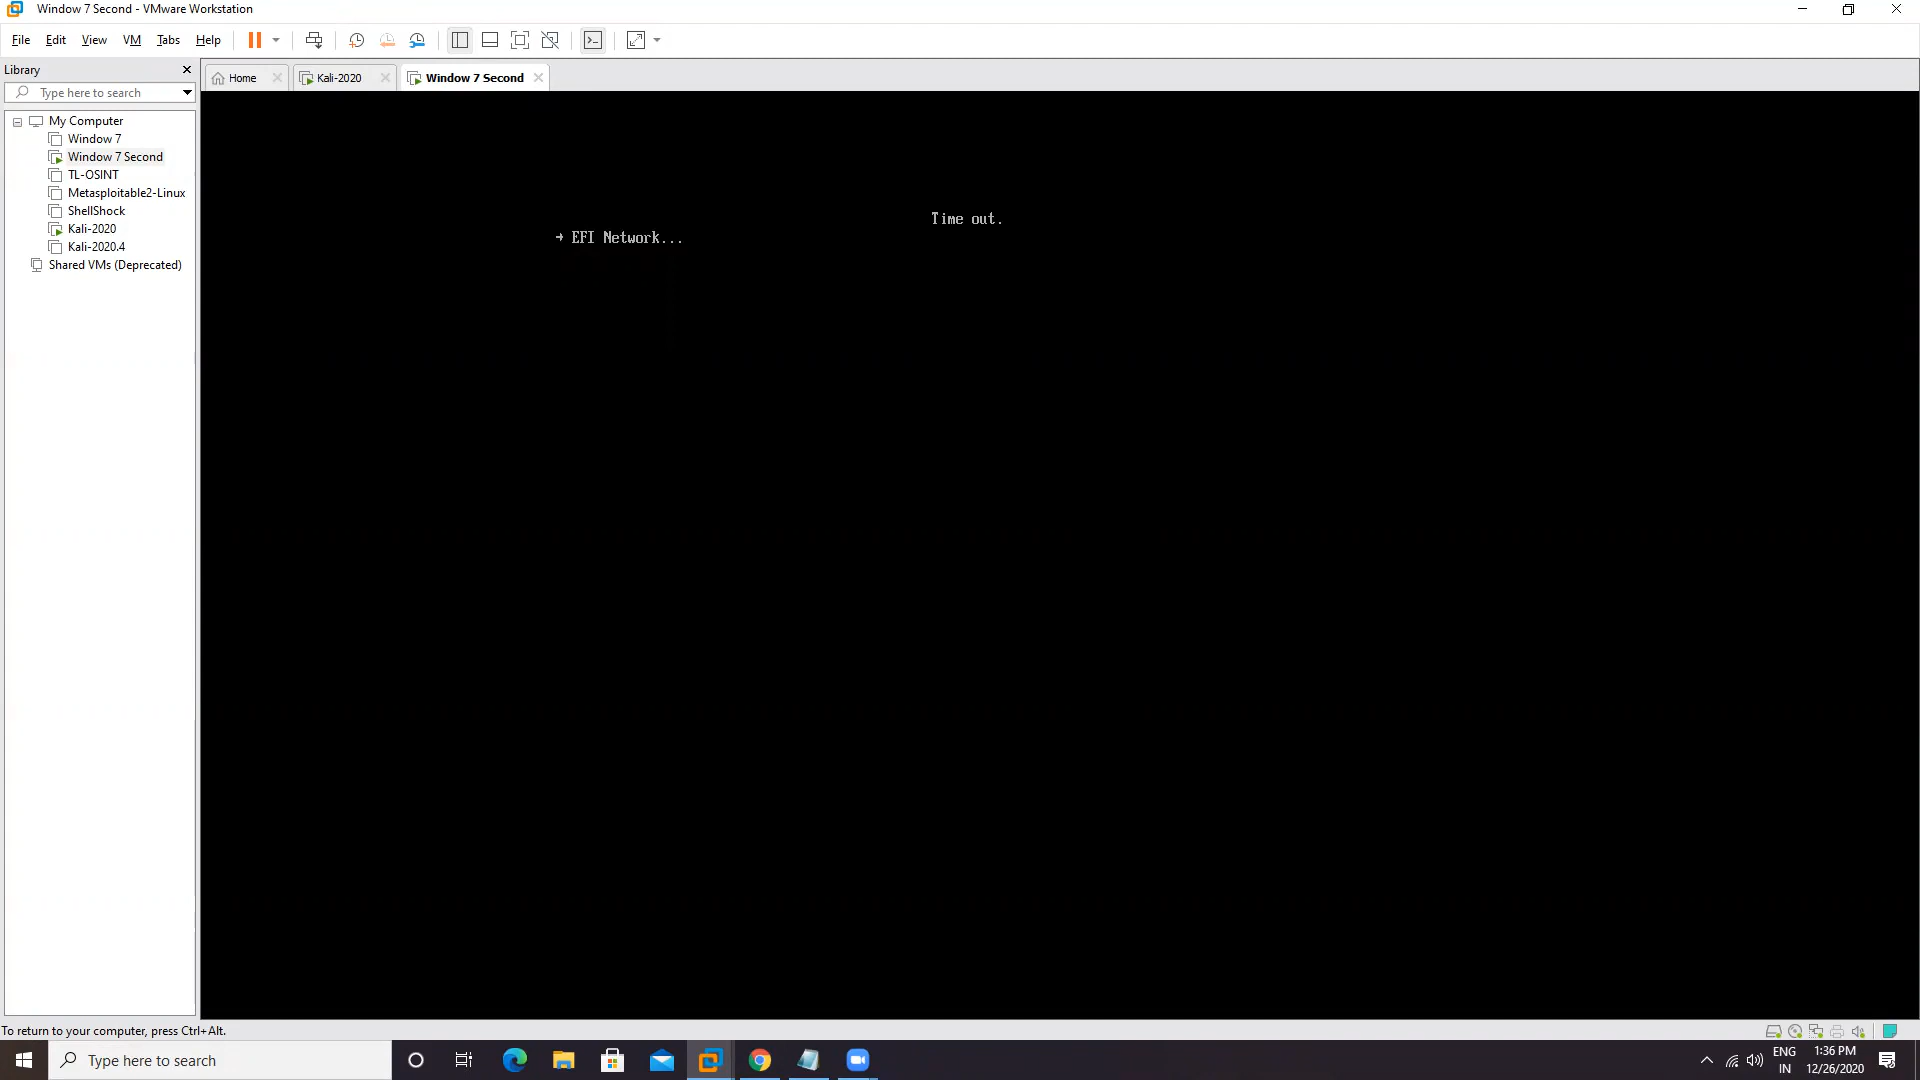 Window 7 Second - VMware Workstation
File Edit View VM Tabs Help
Library
Home
Kali-2020
Window 7 Second
Type here to search
My Computer
Window 7
Window 7 Second
TL-OSINT
Metasploitable2-Linux
ShellShock
Kali-2020
Kali-2020.4
Shared VMs (Deprecated)
Time out.
→ EFI Network...
To return to your computer, press Ctrl+Alt.
Type here to search
ENG
IN
1:36 PM
12/26/2020